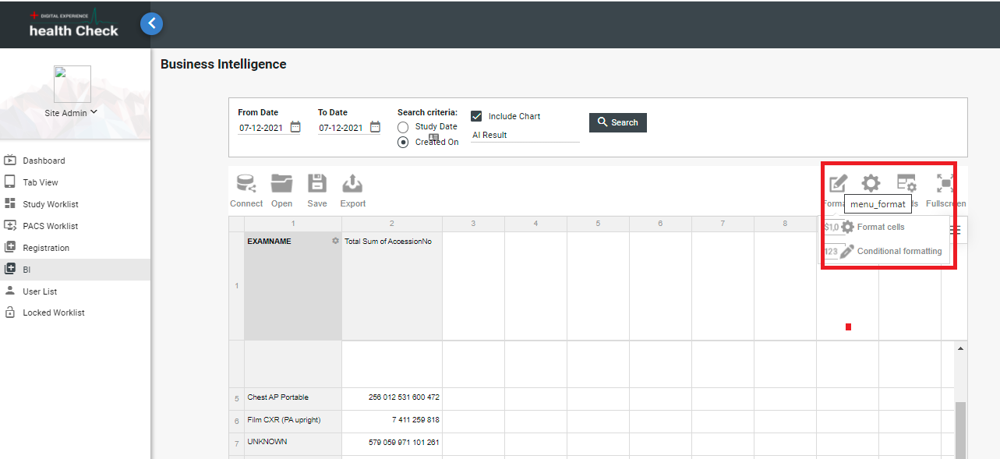 DIGITAL EXPERIENCE
health Check
Site Admin
Dashboard
Tab View
Study Worklist
PACS Worklist
Registration
BI
User List
Locked Worklist
Business Intelligence
From Date
07-12-2021
To Date
07-12-2021
Search criteria:
Study Date
Created On
Include Chart
AI Result
Search
Connect Open Save Export
Forma ds Fullscreen
menu_format
$1,0 Format cells
123 Conditional formatting
1 2 3 4 5 6 7 8
1 EXAMNAME Total Sum of AccessionNo
5 Chest AP Portable 256 012 531 600 472
6 Film CXR (PA upright) 7 411 259 818
7 UNKNOWN 579 059 971 101 261